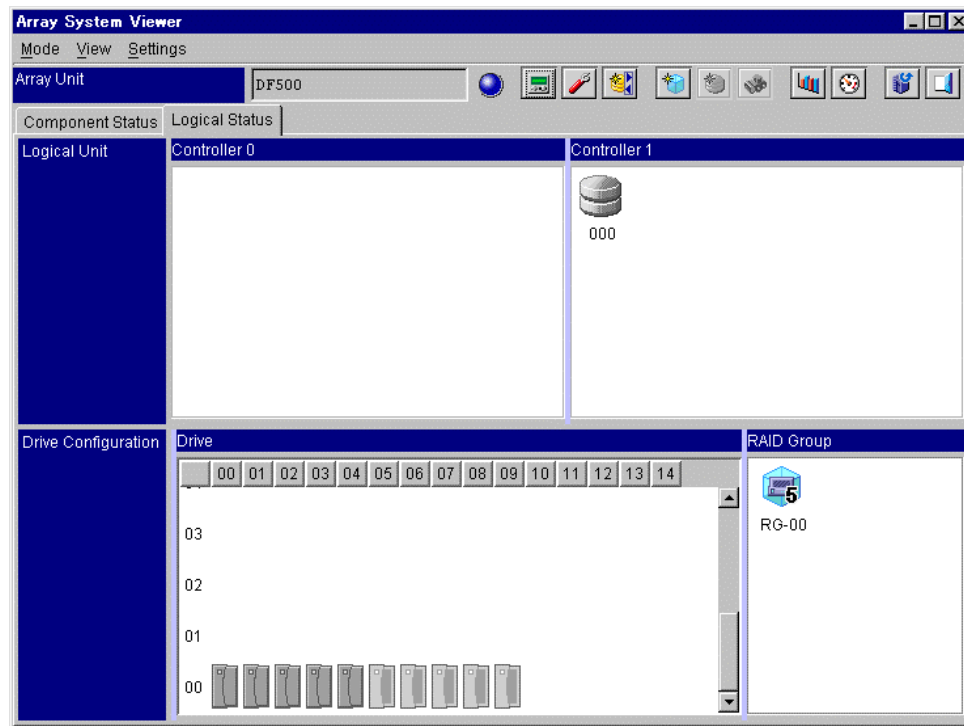 Array System Viewer
Mode View Settings
Array Unit DF500
Component Status Logical Status
Logical Unit Controller 0 Controller 1
000
Drive Configuration Drive RAID Group
00 01 02 03 04 05 06 07 08 09 10 11 12 13 14
5
RG-00
03
02
01
00